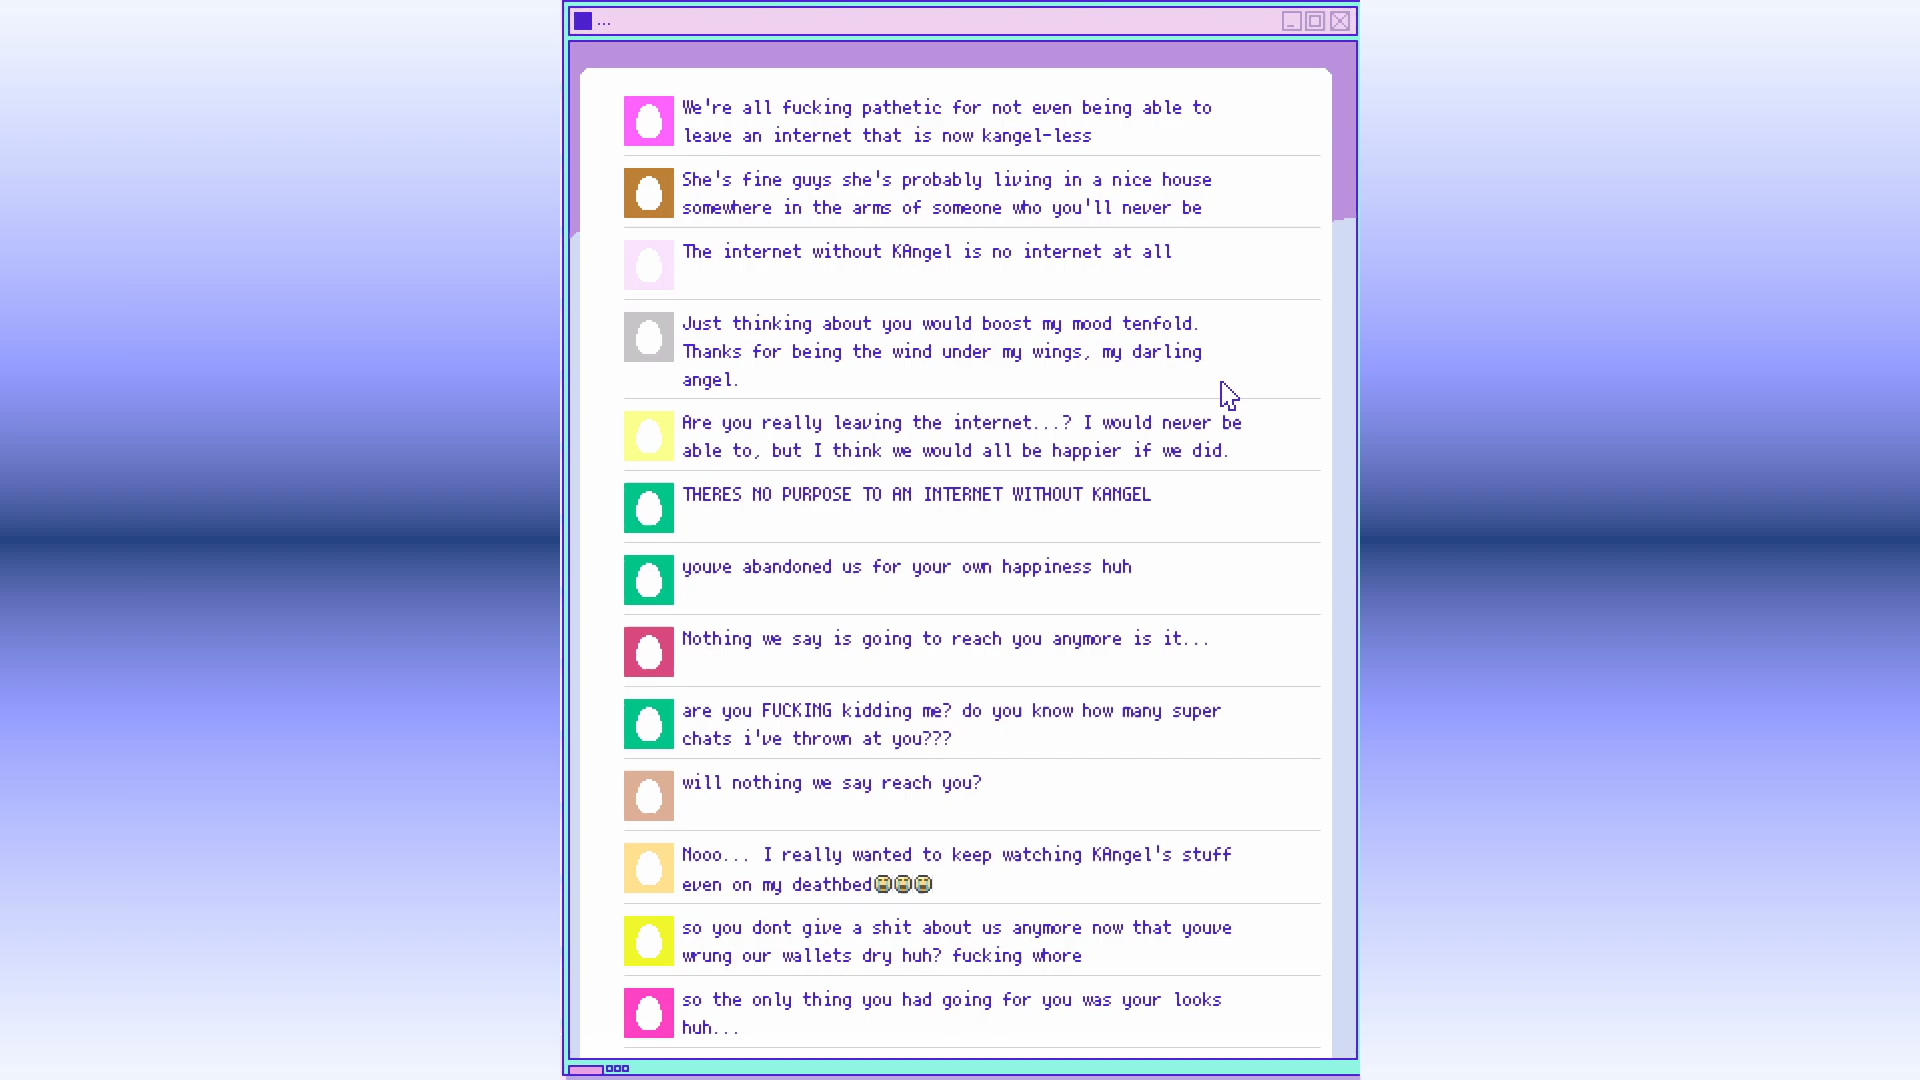 ...
We're all fucking pathetic for not even being able to
leave an internet that is now kangel-less
She's fine guys she's probably living in a nice house
somewhere in the arms of someone who you'll never be
The internet without KAngel is no internet at all
Just thinking about you would boost my mood tenfold.
Thanks for being the wind under my wings, my darling
angel.
Are you really leaving the internet...? I would never be
able to, but I think we would all be happier if we did.
THERES NO PURPOSE TO AN INTERNET WITHOUT KANGEL
youve abandoned us for your own happiness huh
Nothing we say is going to reach you anymore is it...
are you FUCKING kidding me? do you know how many super
chats i've thrown at you???
will nothing we say reach you?
Nooo... I really wanted to keep watching KAngel's stuff
even on my deathbed😭😭😭
so you dont give a shit about us anymore now that youve
wrung our wallets dry huh? fucking whore
so the only thing you had going for you was your looks
huh...